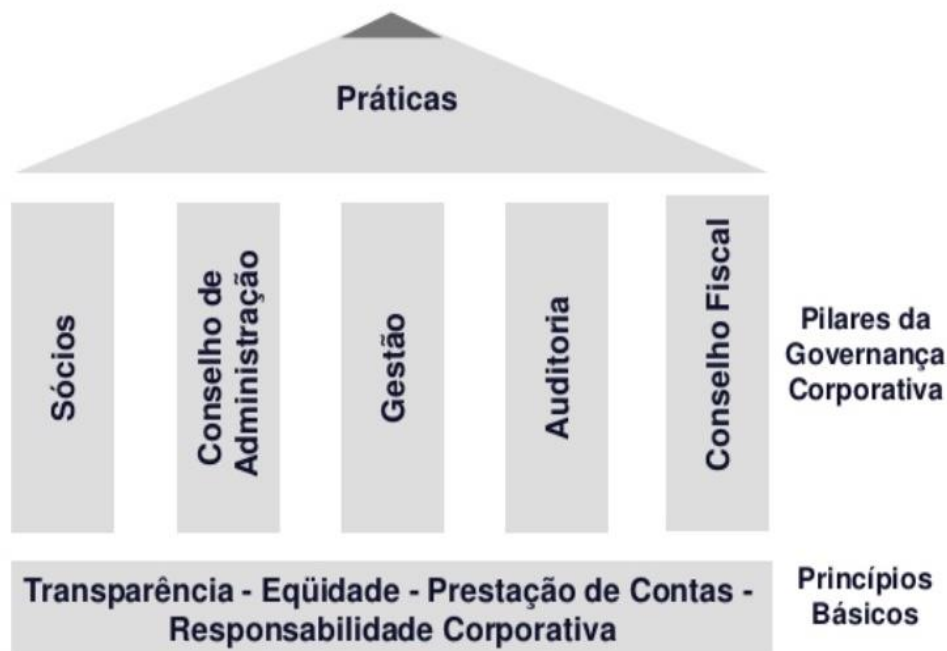 Práticas
Sócios
Conselho de
Administração
Gestão
Auditoria
Conselho Fiscal
Pilares da
Governança
Corporativa
Transparência - Eqüidade - Prestação de Contas -
Responsabilidade Corporativa
Princípios
Básicos